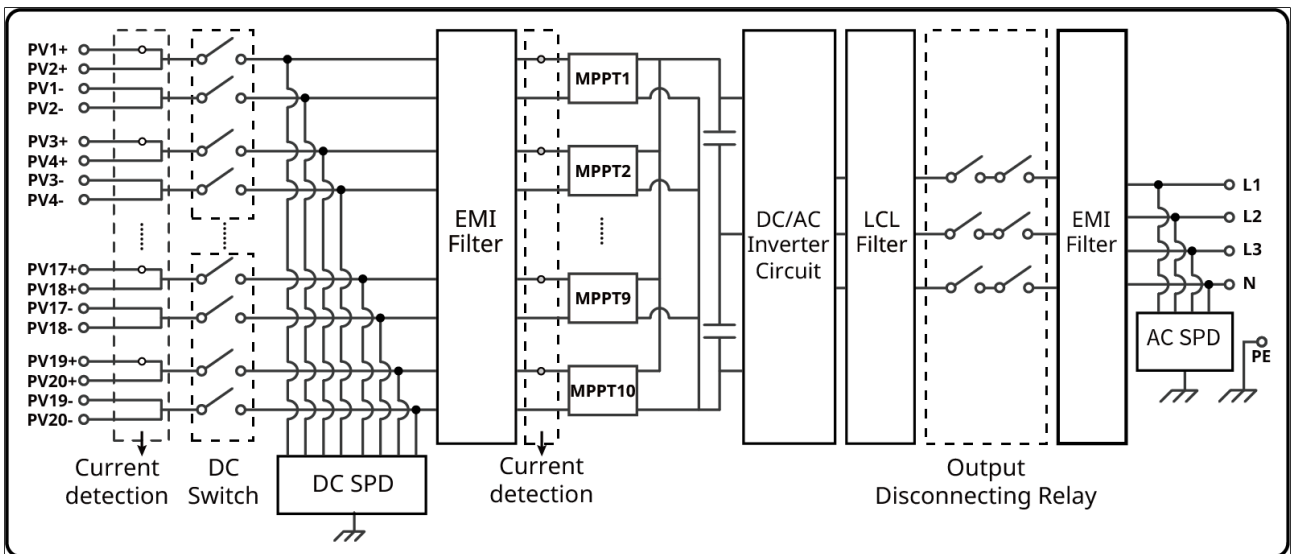 PV1+
PV2+
PV1-
PV2-
PV3+
PV4+
PV3-
PV4-
PV17+
PV18+
PV17-
PV18-
PV19+
PV20+
PV19-
PV20-
Current
detection
DC
Switch
DC SPD
EMI
Filter
Current
detection
MPPT1
MPPT2
MPPT9
MPPT10
DC/AC
Inverter
Circuit
LCL
Filter
Output
Disconnecting Relay
EMI
Filter
L1
L2
L3
N
AC SPD
PE